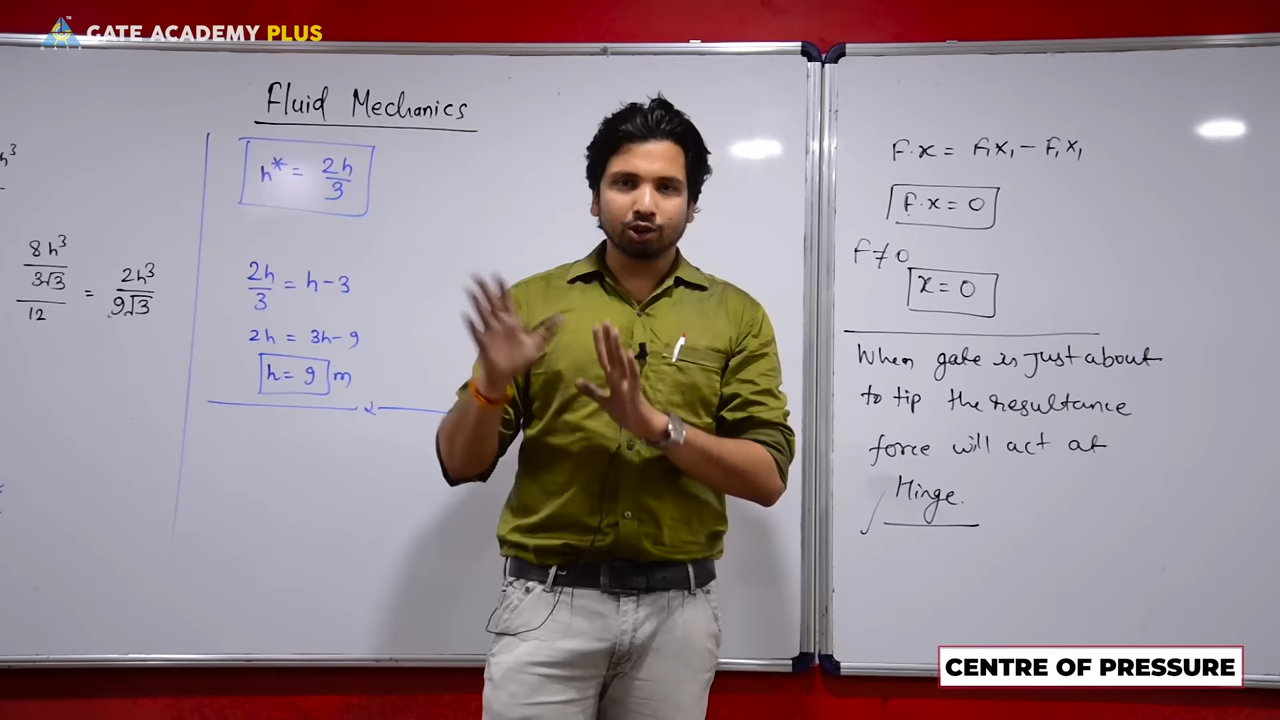 GATE ACADEMY PLUS
Fluid Mechanics
h³
8h³
3√3
12
= 2h³
9√3
h* = 2h
3
2h
3 = h-3
2h = 3h-9
h = 9 m
F.x = F₁x₁ - F₁x₁
F.x = 0
F≠0
x = 0
When gate is just about
to tip the resultance
force will act at
Hinge.
CENTRE OF PRESSURE